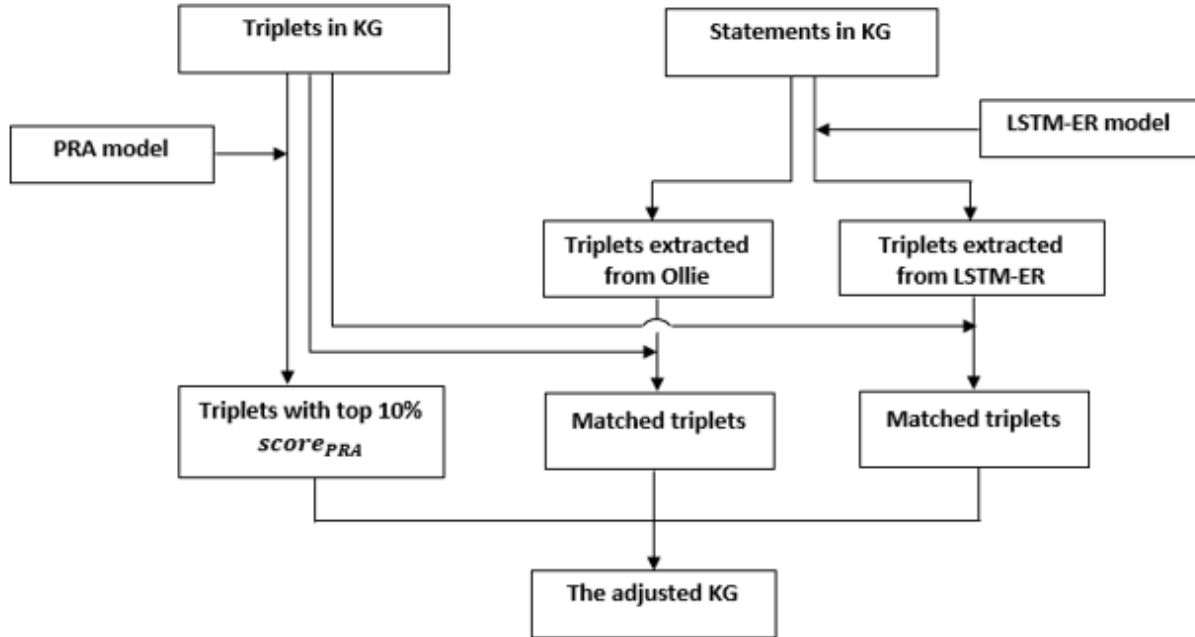 Triplets in KG
Statements in KG
PRA model
LSTM-ER model
Triplets extracted
from Ollie
Triplets extracted
from LSTM-ER
Triplets with top 10%
score_PRA
Matched triplets
Matched triplets
The adjusted KG